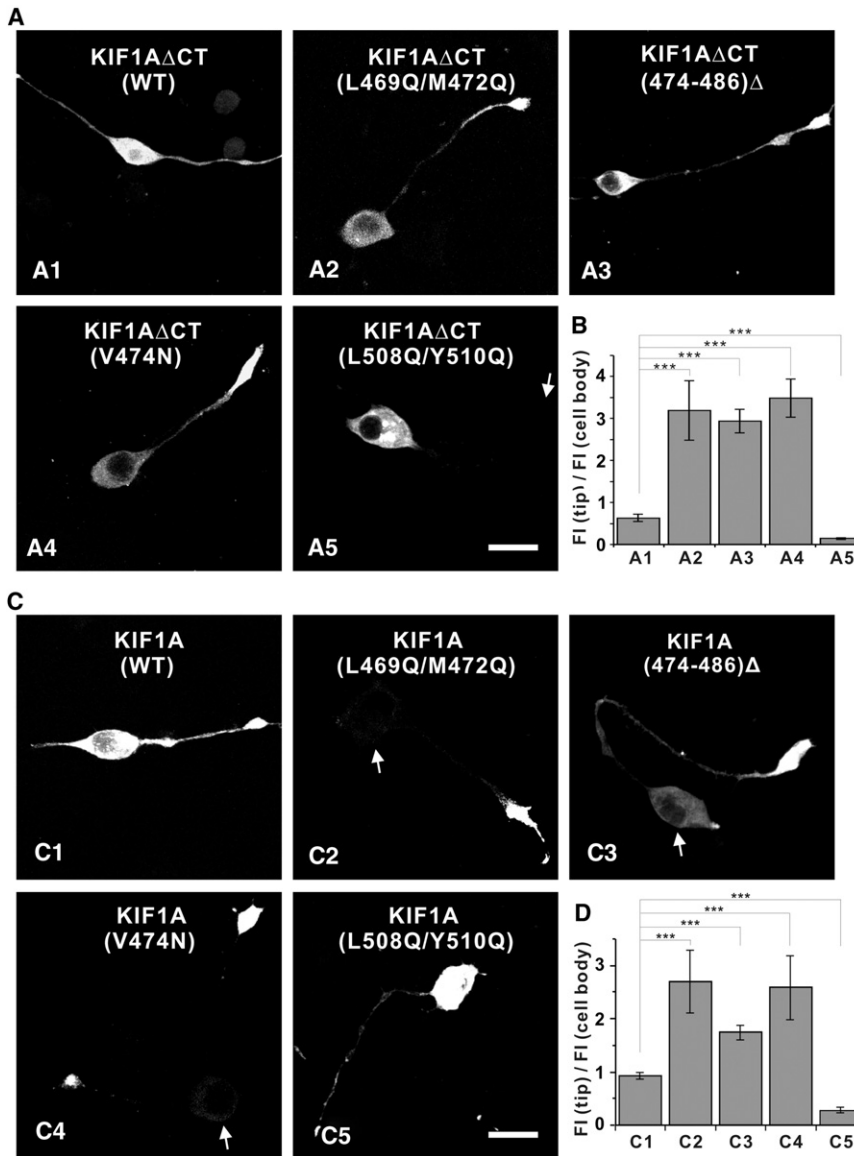 A
KIF1AΔCT
(WT)
A1
KIF1AΔCT
(L469Q/M472Q)
A2
KIF1AΔCT
(474-486)Δ
A3
KIF1AΔCT
(V474N)
A4
KIF1AΔCT
(L508Q/Y510Q)
A5
B
***
***
***
***
FI (tip) / FI (cell body)
4
3
2
1
0
A1 A2 A3 A4 A5
C
KIF1A
(WT)
C1
KIF1A
(L469Q/M472Q)
C2
KIF1A
(474-486)Δ
C3
KIF1A
(V474N)
C4
KIF1A
(L508Q/Y510Q)
C5
D
***
***
***
***
FI (tip) / FI (cell body)
3
2
1
0
C1 C2 C3 C4 C5